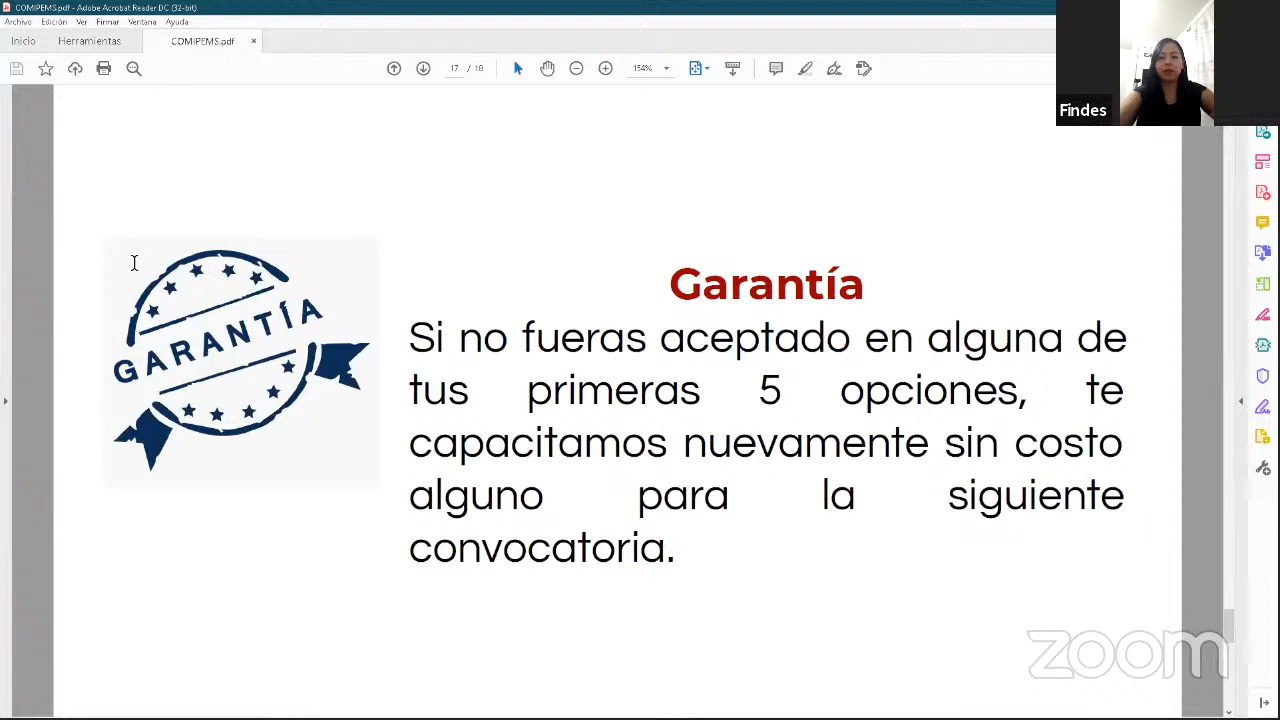 COMIPEMS.pdf - Adobe Acrobat Reader DC (32-bit)
Archivo Edición Ver Firmar Ventana Ayuda
Inicio Herramientas COMIPEMS.pdf ×
17 154%
Findes
GARANTÍA
Garantía
Si no fueras aceptado en alguna de
tus primeras 5 opciones, te
capacitamos nuevamente sin costo
alguno para la siguiente
convocatoria.
zoom